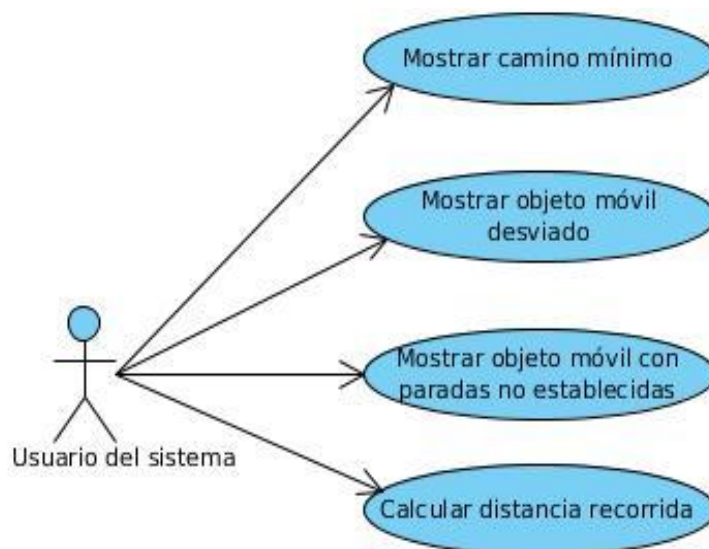 Mostrar camino mínimo
Mostrar objeto móvil
desviado
Mostrar objeto móvil con
paradas no establecidas
Usuario del sistema
Calcular distancia recorrida